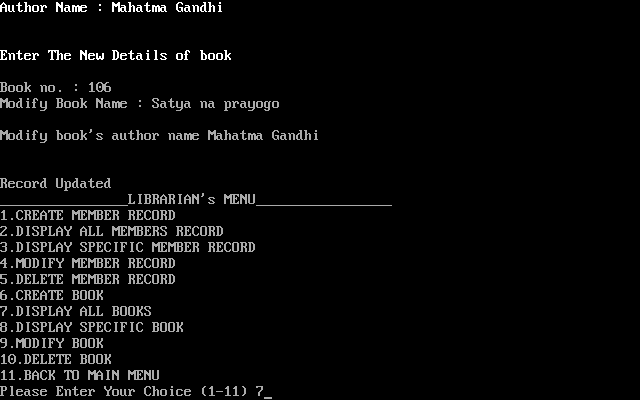 Author Name : Mahatma Gandhi
Enter The New Details of book
Book no. : 106
Modify Book Name : Satya na prayogo
Modify book's author name Mahatma Gandhi
Record Updated
________________LIBRARIAN's MENU_________________
1.CREATE MEMBER RECORD
2.DISPLAY ALL MEMBERS RECORD
3.DISPLAY SPECIFIC MEMBER RECORD
4.MODIFY MEMBER RECORD
5.DELETE MEMBER RECORD
6.CREATE BOOK
7.DISPLAY ALL BOOKS
8.DISPLAY SPECIFIC BOOK
9.MODIFY BOOK
10.DELETE BOOK
11.BACK TO MAIN MENU
Please Enter Your Choice (1-11) 7_